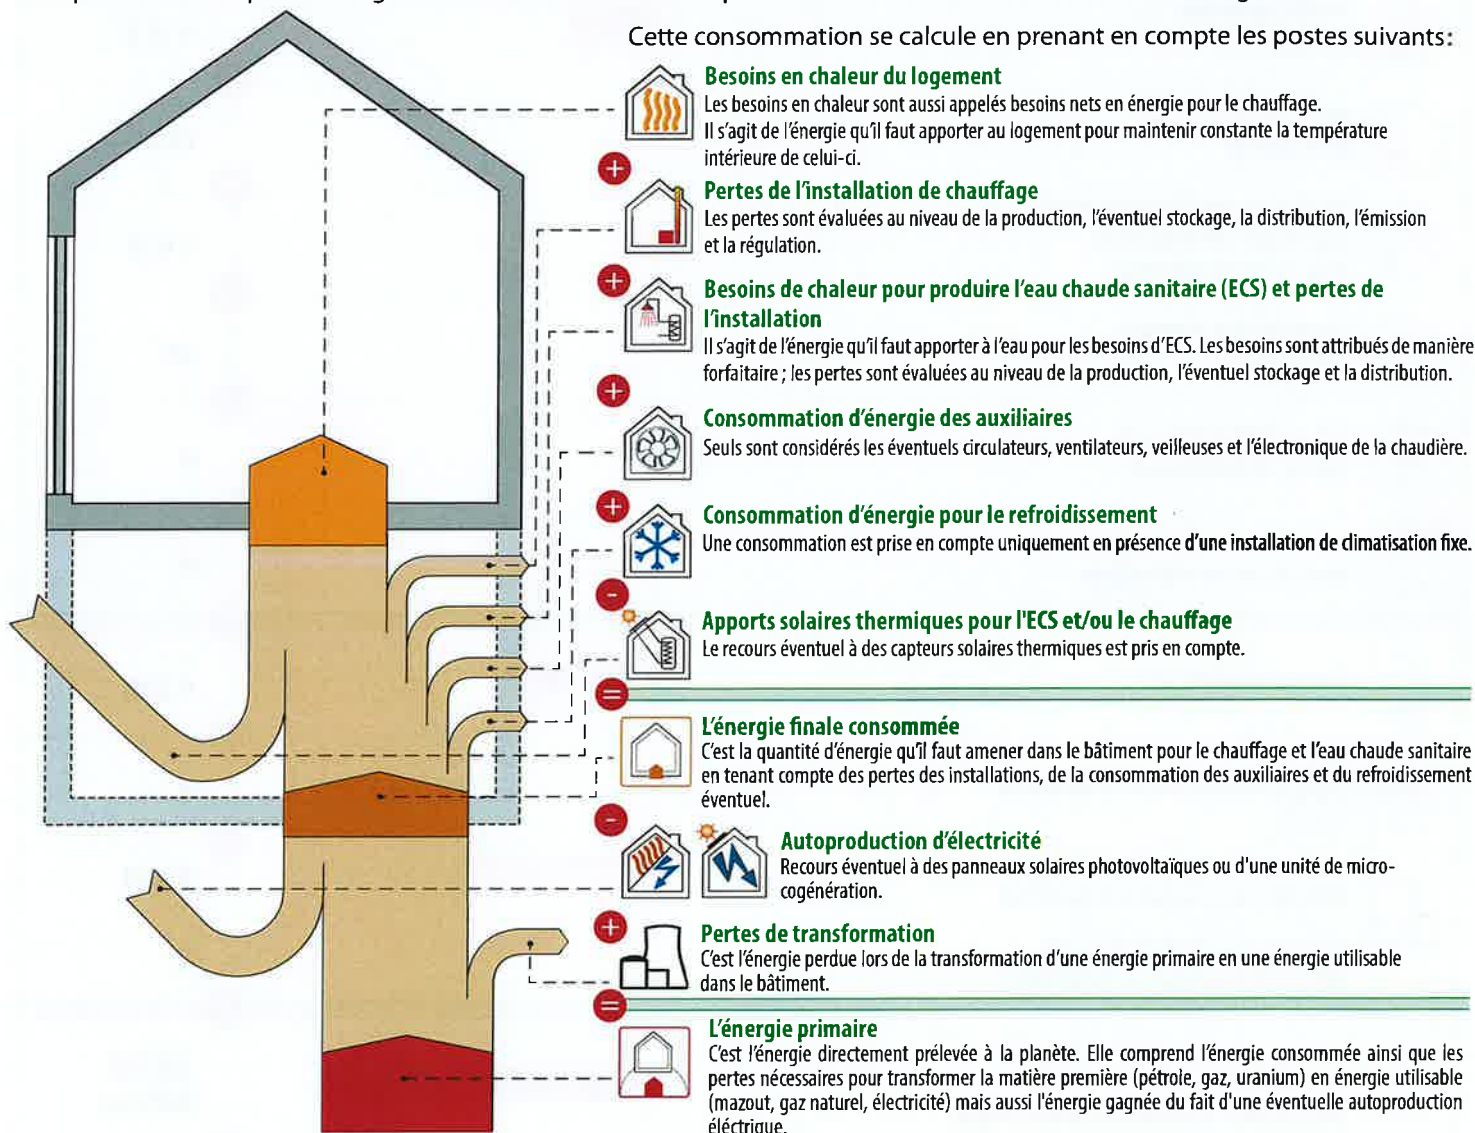 Cette consommation se calcule en prenant en compte les postes suivants:
Besoins en chaleur du logement
Les besoins en chaleur sont aussi appelés besoins nets en énergie pour le chauffage.
Il s'agit de l'énergie qu'il faut apporter au logement pour maintenir constante la température
intérieure de celui-ci.
+
Pertes de l'installation de chauffage
Les pertes sont évaluées au niveau de la production, l'éventuel stockage, la distribution, l'émission
et la régulation.
+
Besoins de chaleur pour produire l'eau chaude sanitaire (ECS) et pertes de
l'installation
Il s'agit de l'énergie qu'il faut apporter à l'eau pour les besoins d'ECS. Les besoins sont attribués de manière
forfaitaire ; les pertes sont évaluées au niveau de la production, l'éventuel stockage et la distribution.
+
Consommation d'énergie des auxiliaires
Seuls sont considérés les éventuels circulateurs, ventilateurs, veilleuses et l'électronique de la chaudière.
+
Consommation d'énergie pour le refroidissement
Une consommation est prise en compte uniquement en présence d'une installation de climatisation fixe.
-
Apports solaires thermiques pour l'ECS et/ou le chauffage
Le recours éventuel à des capteurs solaires thermiques est pris en compte.
=
L'énergie finale consommée
C'est la quantité d'énergie qu'il faut amener dans le bâtiment pour le chauffage et l'eau chaude sanitaire
en tenant compte des pertes des installations, de la consommation des auxiliaires et du refroidissement
éventuel.
-
Autoproduction d'électricité
Recours éventuel à des panneaux solaires photovoltaïques ou d'une unité de micro-
cogénération.
+
Pertes de transformation
C'est l'énergie perdue lors de la transformation d'une énergie primaire en une énergie utilisable
dans le bâtiment.
=
L'énergie primaire
C'est l'énergie directement prélevée à la planète. Elle comprend l'énergie consommée ainsi que les
pertes nécessaires pour transformer la matière première (pétrole, gaz, uranium) en énergie utilisable
(mazout, gaz naturel, électricité) mais aussi l'énergie gagnée du fait d'une éventuelle autoproduction
éléctrique.